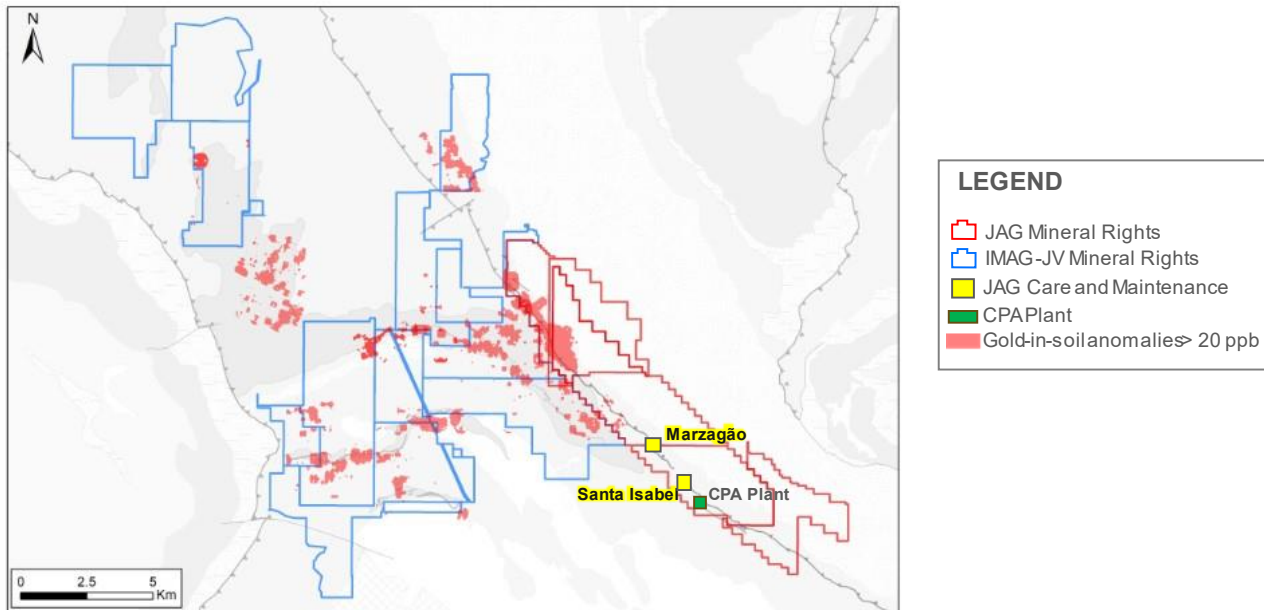 N
Marzagão
Santa Isabel
CPA Plant
0 2.5 5
Km
LEGEND
JAG Mineral Rights
IMAG-JV Mineral Rights
JAG Care and Maintenance
CPA Plant
Gold-in-soil anomalies> 20 ppb